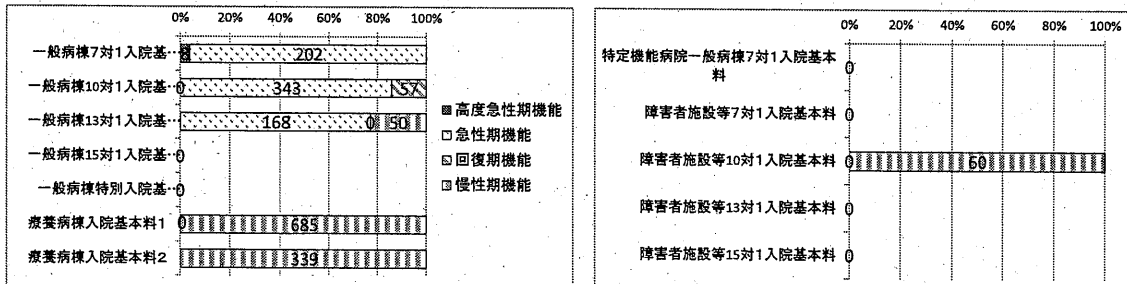 0% 20% 40% 60% 80% 100%
一般病棟7対1入院基… 8 202
一般病棟10対1入院基… 0 343 57
一般病棟13対1入院基… 168 0 50
一般病棟15対1入院基… 0
一般病棟特別入院基… 0
療養病棟入院基本料1 0 685
療養病棟入院基本料2 339
高度急性期機能
急性期機能
回復期機能
慢性期機能
0% 20% 40% 60% 80% 100%
特定機能病院一般病棟7対1入院基本
料 0
障害者施設等7対1入院基本料 0
障害者施設等10対1入院基本料 0 60
障害者施設等13対1入院基本料 0
障害者施設等15対1入院基本料 0